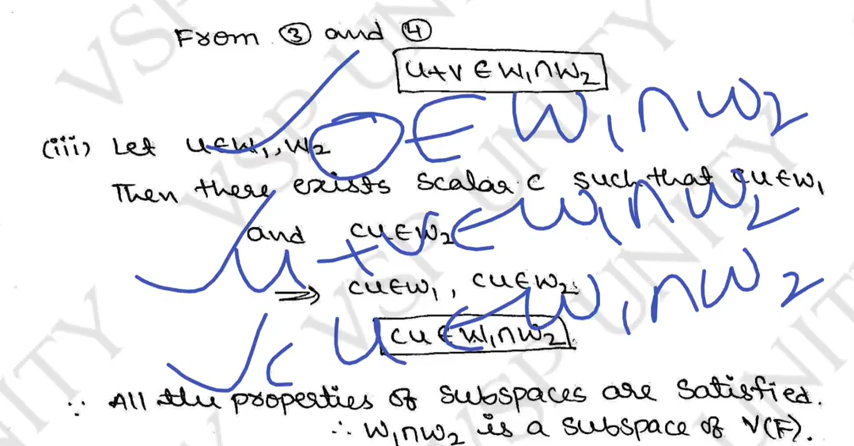 From ③ and ④
u+v ∈ W₁∩W₂
0 ∈ W₁∩W₂
(iii) Let u∈W₁, W₂
Then there exists scalar c such that cu∈W₁
and cu∈W₂
u+v ∈ W₁∩W₂
⇒ cu∈W₁, cu∈W₂
cu ∈ W₁∩W₂
cu ∈ W₁∩W₂
∴ All the properties of subspaces are satisfied.
∴ W₁∩W₂ is a subspace of V(F).
VSP UNITY